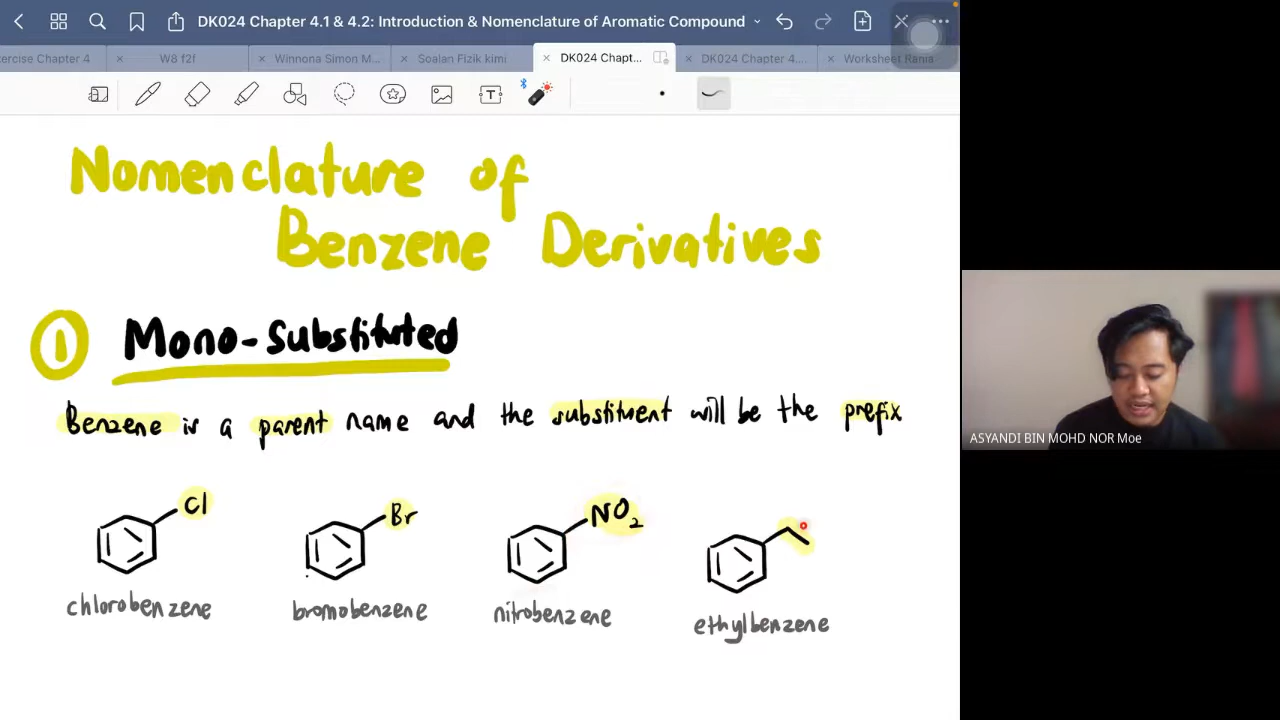 DK024 Chapter 4.1 & 4.2: Introduction & Nomenclature of Aromatic Compound
ercise Chapter 4
W8 f2f
Winnona Simon M...
Soalan Fizik kimi
DK024 Chapt...
DK024 Chapter 4....
Worksheet Rania
T
Nomenclature of
Benzene Derivatives
1 Mono-Substituted
Benzene is a parent name and the substituent will be the prefix
Cl
Br
NO2
chlorobenzene
bromobenzene
nitrobenzene
ethylbenzene
ASYANDI BIN MOHD NOR Moe